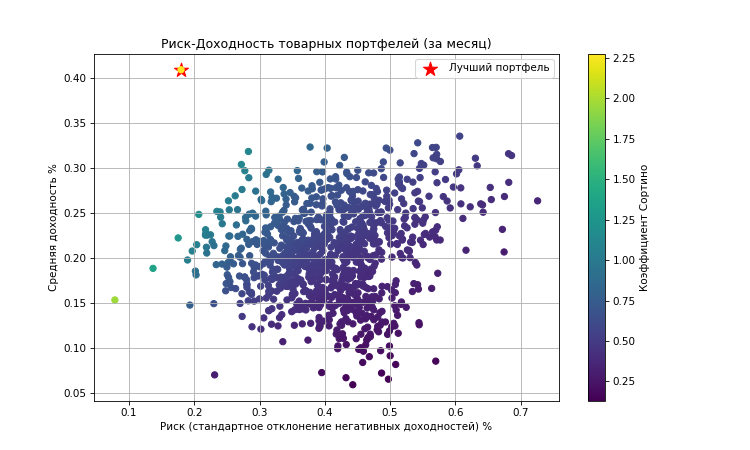 Риск-Доходность товарных портфелей (за месяц)
Лучший портфель
Средняя доходность %
0.40
0.35
0.30
0.25
0.20
0.15
0.10
0.05
0.1 0.2 0.3 0.4 0.5 0.6 0.7
Риск (стандартное отклонение негативных доходностей) %
2.25
2.00
1.75
1.50
1.25
1.00
0.75
0.50
0.25
Коэффициент Сортино